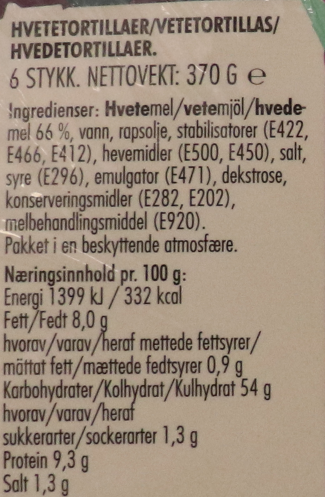 HVETETORTILLAER/VETETORTILLAS/
HVEDETORTILLAER.
6 STYKK. NETTOVEKT: 370 G e
Ingredienser: Hvetemel/vetemjöl/hvede-
mel 66 %, vann, rapsolje, stabilisatorer (E422,
E466, E412), hevemidler (E500, E450), salt,
syre (E296), emulgator (E471), dekstrose,
konserveringsmidler (E282, E202),
melbehandlingsmiddel (E920).
Pakket i en beskyttende atmosfære.
Næringsinnhold pr. 100 g:
Energi 1399 kJ / 332 kcal
Fett/Fedt 8,0 g
hvorav/varav/heraf mettede fettsyrer/
mättat fett/mættede fedtsyrer 0,9 g
Karbohydrater/Kolhydrat/Kulhydrat 54 g
hvorav/varav/heraf
sukkerarter/sockerarter 1,3 g
Protein 9,3 g
Salt 1,3 g